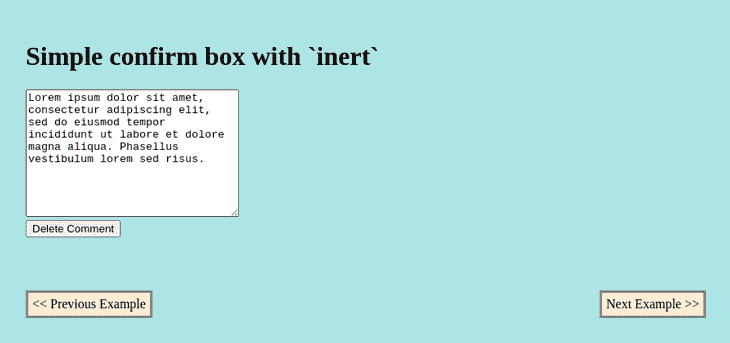 Simple confirm box with `inert`
Lorem ipsum dolor sit amet,
consectetur adipiscing elit,
sed do eiusmod tempor
incididunt ut labore et dolore
magna aliqua. Phasellus
vestibulum lorem sed risus.
Delete Comment
<< Previous Example
Next Example >>